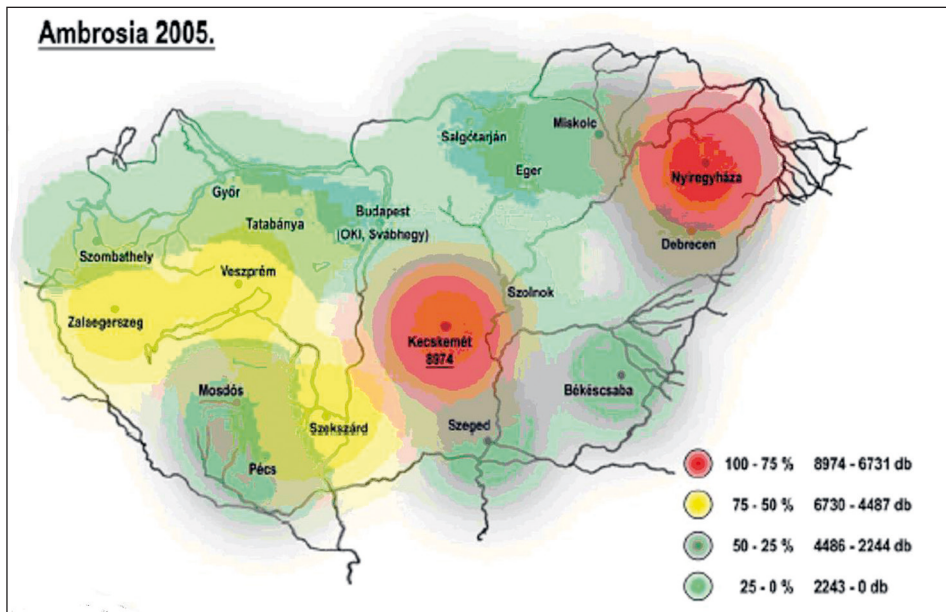 Ambrosia 2005.
Salgótarján
Miskolc
Eger
Nyíregyháza
Győr
Tatabánya
Budapest
(OKI, Svábhegy)
Debrecen
Szombathely
Veszprém
Szolnok
Zalaegerszeg
Kecskemét
8974
Mosdós
Békéscsaba
Szekszárd
Szeged
Pécs
100 - 75 % 8974 - 6731 db
75 - 50 % 6730 - 4487 db
50 - 25 % 4486 - 2244 db
25 - 0 % 2243 - 0 db